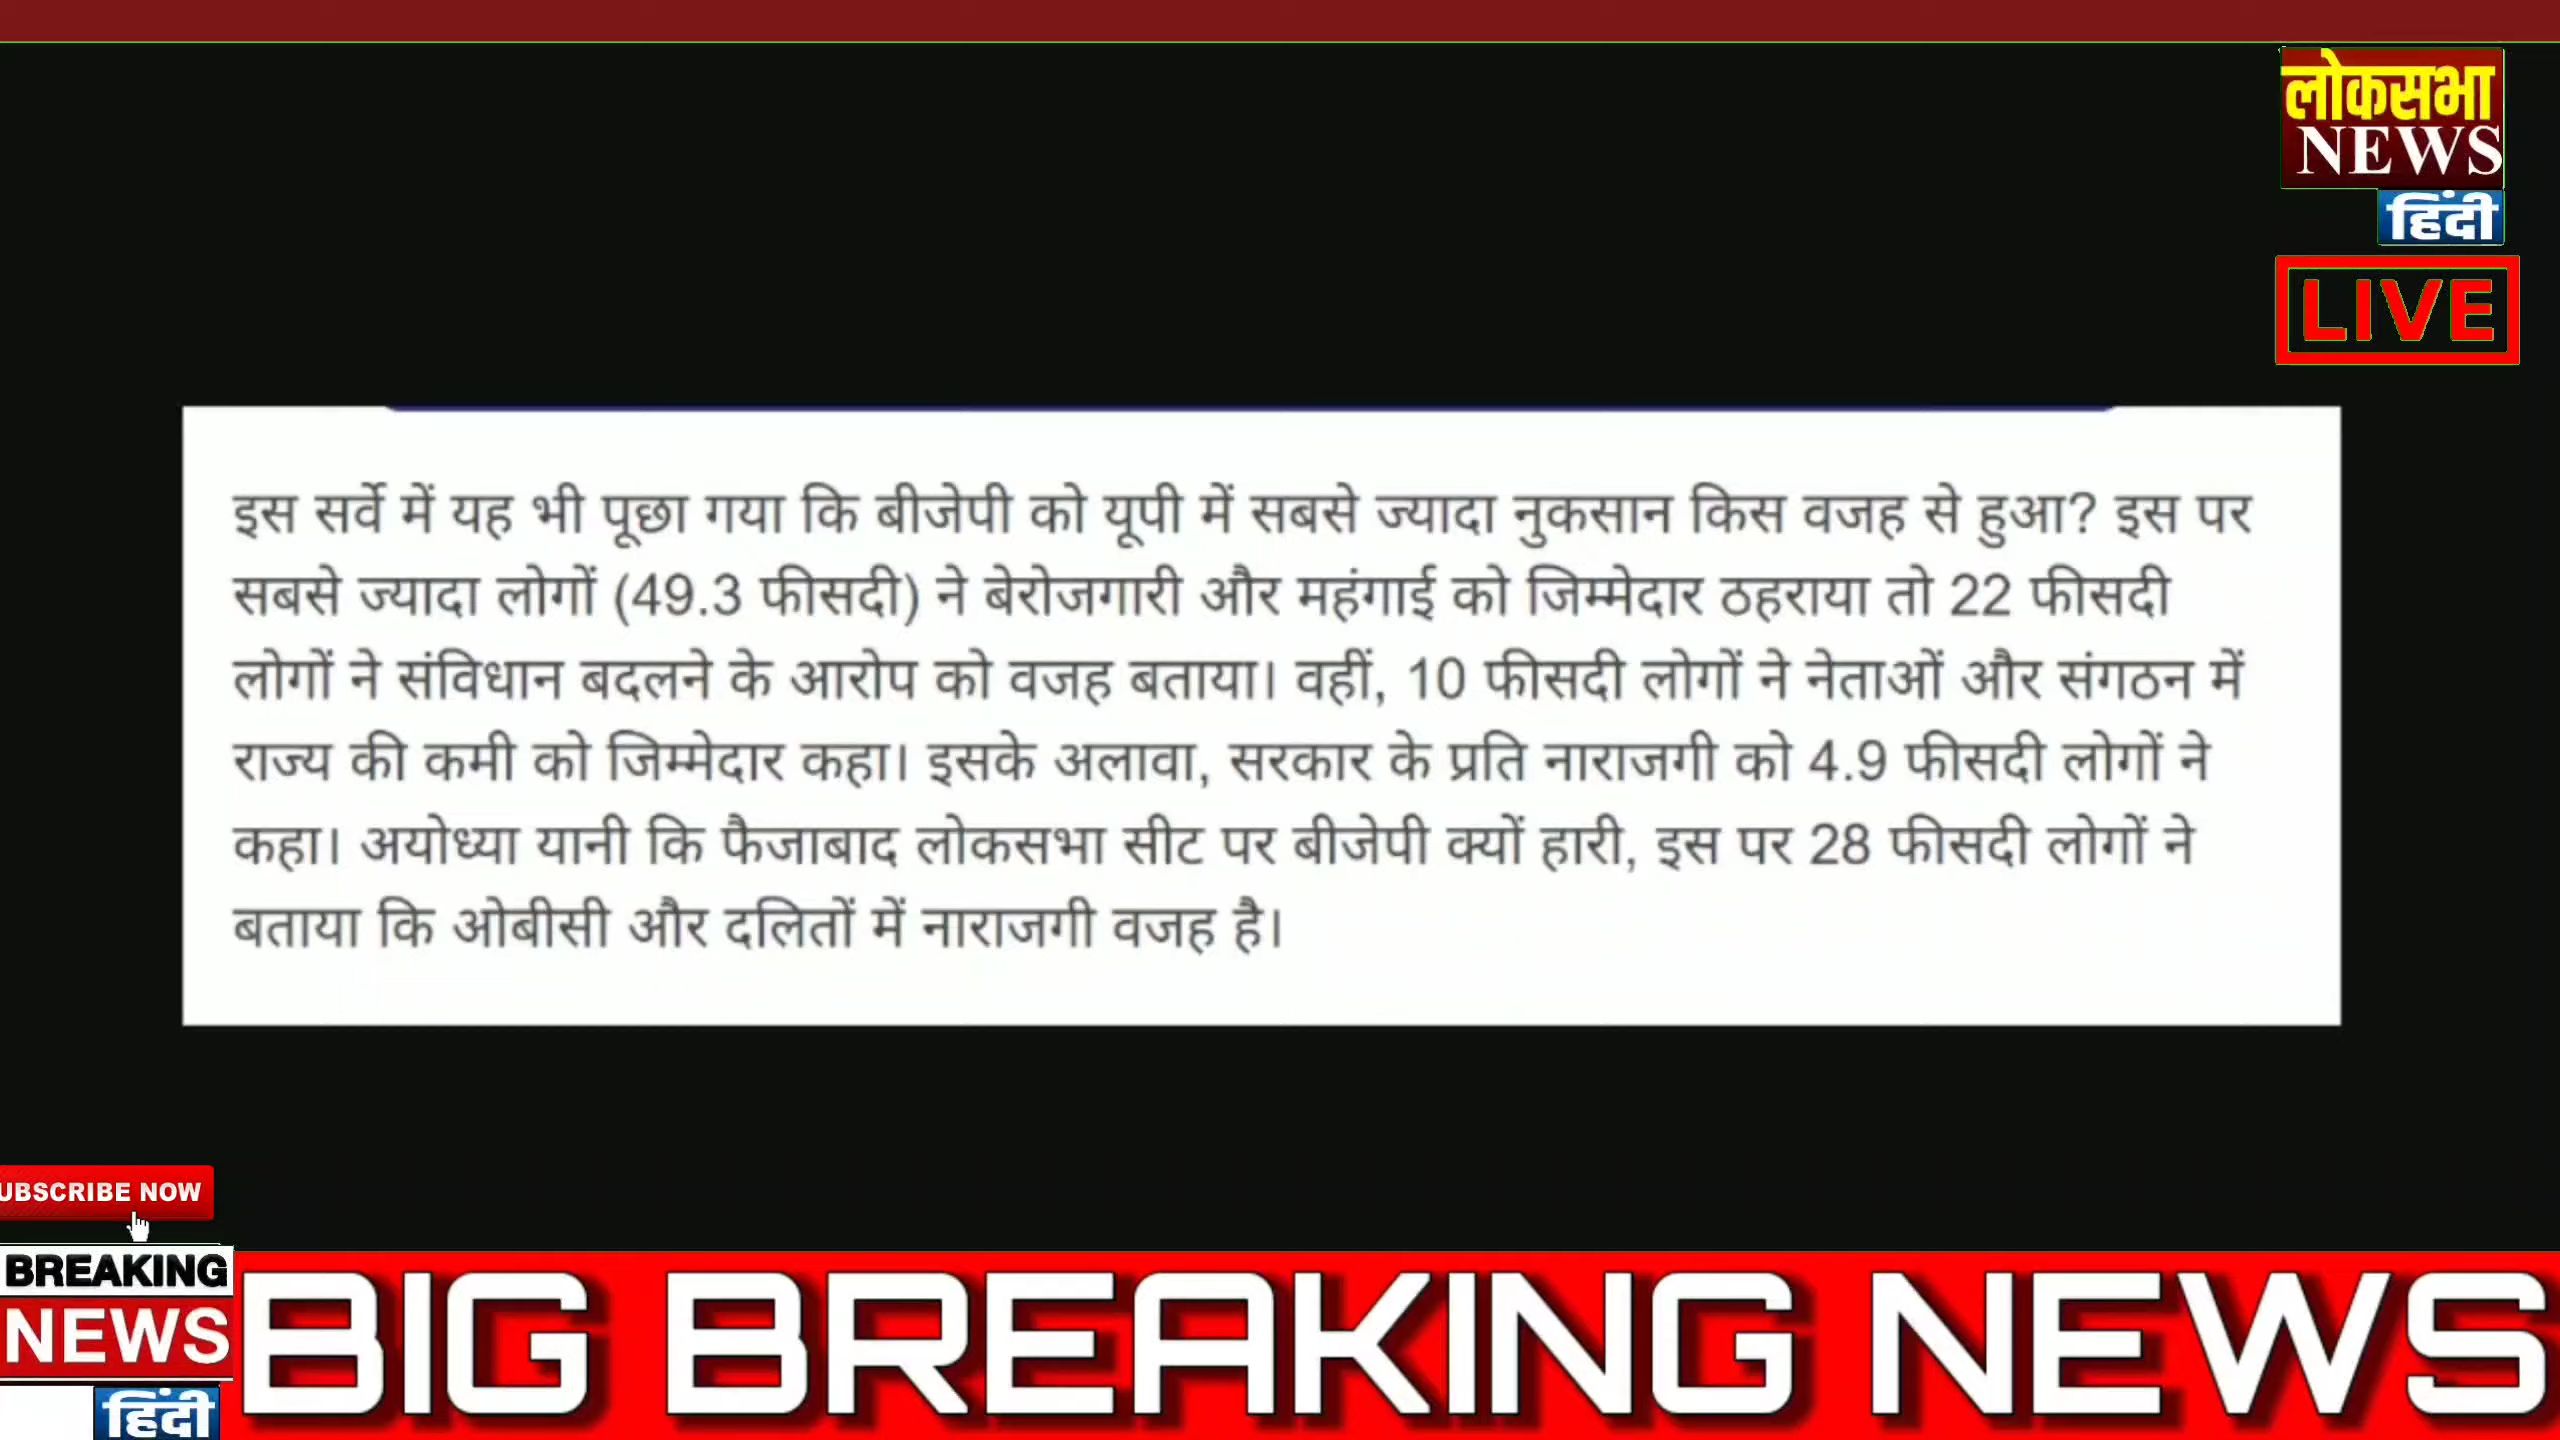 लोकसभा
NEWS
हिंदी
LIVE
इस सर्वे में यह भी पूछा गया कि बीजेपी को यूपी में सबसे ज्यादा नुकसान किस वजह से हुआ? इस पर
सबसे ज्यादा लोगों (49.3 फीसदी) ने बेरोजगारी और महंगाई को जिम्मेदार ठहराया तो 22 फीसदी
लोगों ने संविधान बदलने के आरोप को वजह बताया। वहीं, 10 फीसदी लोगों ने नेताओं और संगठन में
राज्य की कमी को जिम्मेदार कहा। इसके अलावा, सरकार के प्रति नाराजगी को 4.9 फीसदी लोगों ने
कहा। अयोध्या यानी कि फैजाबाद लोकसभा सीट पर बीजेपी क्यों हारी, इस पर 28 फीसदी लोगों ने
बताया कि ओबीसी और दलितों में नाराजगी वजह है।
UBSCRIBE NOW
BREAKING
NEWS
हिंदी
BIG BREAKING NEWS